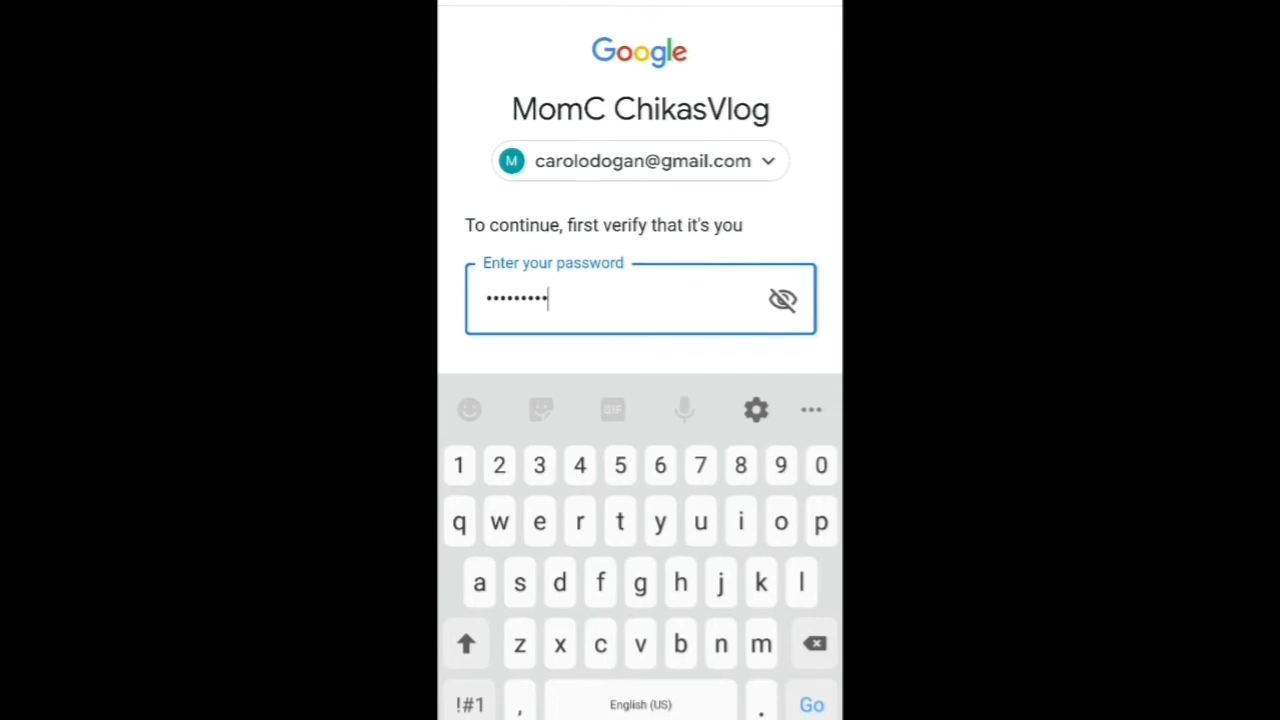 Google
MomC ChikasVlog
M carolodogan@gmail.com
To continue, first verify that it's you
Enter your password
•••••••••
GIF
1 2 3 4 5 6 7 8 9 0
q w e r t y u i o p
a s d f g h j k l
z x c v b n m
!#1 , English (US) . Go